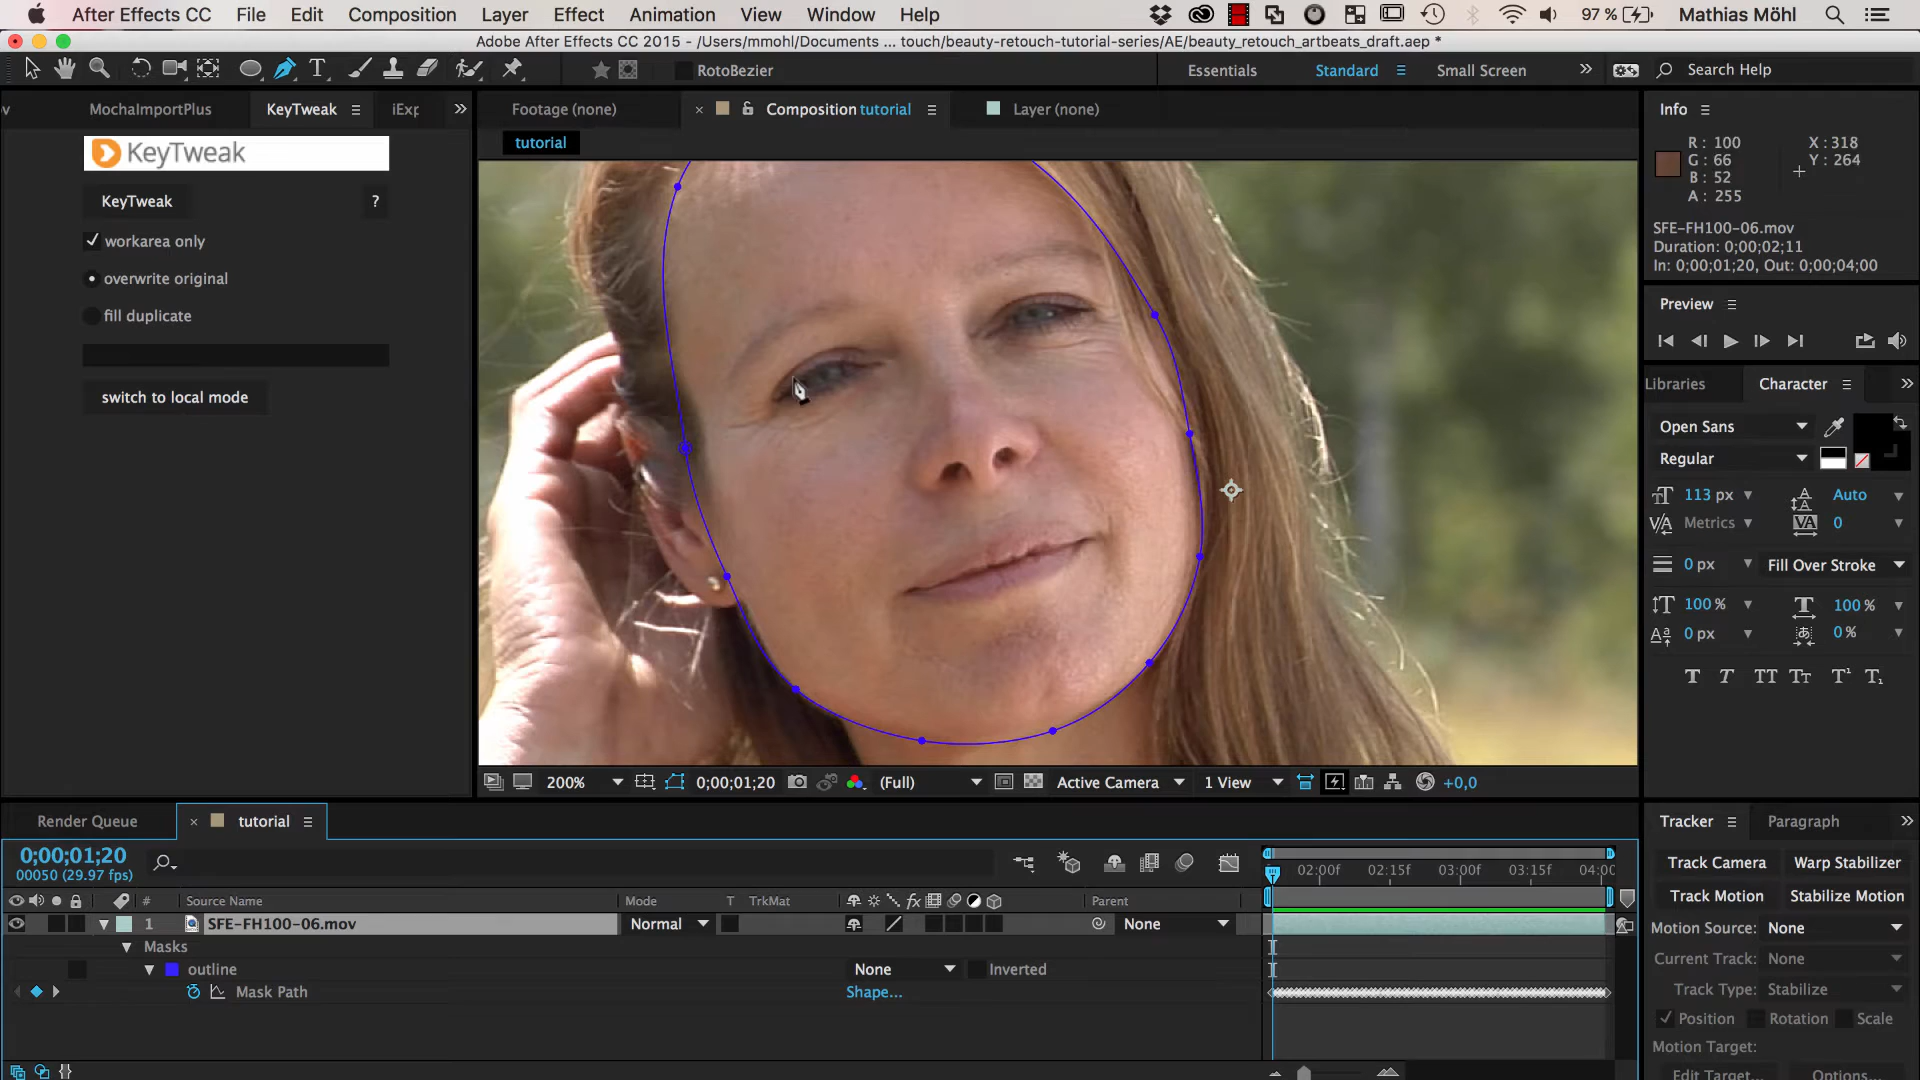 After Effects CC File Edit Composition Layer Effect Animation View Window Help 97 % Mathias Möhl
Adobe After Effects CC 2015 - /Users/mmohl/Documents ... touch/beauty-retouch-tutorial-series/AE/beauty_retouch_artbeats_draft.aep *
RotoBezier Essentials Standard Small Screen Search Help
MochaImportPlus KeyTweak iExp
Footage (none) Composition tutorial Layer (none)
tutorial
KeyTweak
KeyTweak ?
workarea only
overwrite original
fill duplicate
switch to local mode
Info
R : 100 X : 318
G : 66 Y : 264
B : 52
A : 255
SFE-FH100-06.mov
Duration: 0;00;02;11
In: 0;00;01;20, Out: 0;00;04;00
Preview
Libraries Character
Open Sans
Regular
113 px Auto
Metrics 0
0 px Fill Over Stroke
100 % 100 %
0 px 0 %
T T TT Tt T¹ T₁
200% 0;00;01;20 (Full) Active Camera 1 View +0,0
Render Queue tutorial
0;00;01;20
00050 (29.97 fps)
02:00f 02:15f 03:00f 03:15f 04:00
# Source Name Mode T TrkMat Parent
1 SFE-FH100-06.mov Normal None
Masks
outline None Inverted
Mask Path Shape...
Tracker Paragraph
Track Camera Warp Stabilizer
Track Motion Stabilize Motion
Motion Source: None
Current Track: None
Track Type: Stabilize
Position Rotation Scale
Motion Target:
Edit Target... Options...